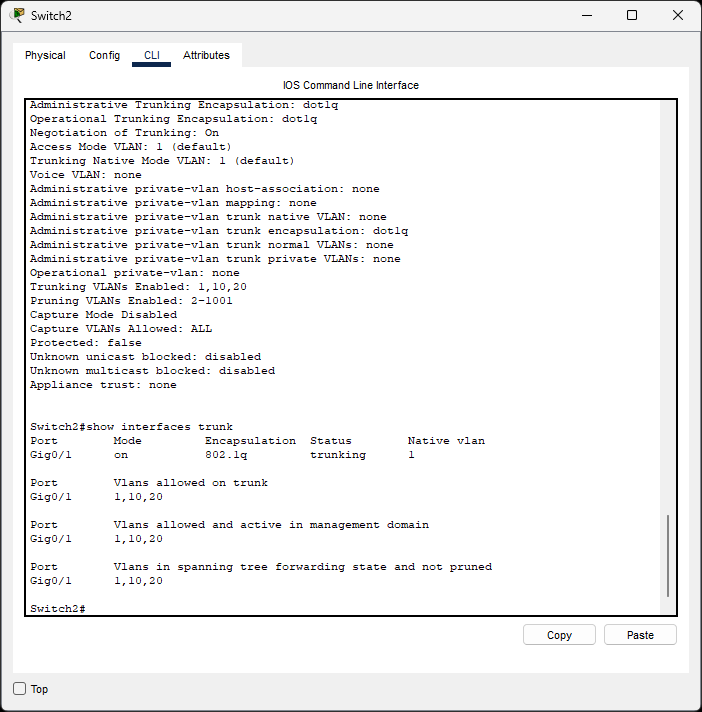 Switch2
Physical Config CLI Attributes
IOS Command Line Interface
Administrative Trunking Encapsulation: dot1q
Operational Trunking Encapsulation: dot1q
Negotiation of Trunking: On
Access Mode VLAN: 1 (default)
Trunking Native Mode VLAN: 1 (default)
Voice VLAN: none
Administrative private-vlan host-association: none
Administrative private-vlan mapping: none
Administrative private-vlan trunk native VLAN: none
Administrative private-vlan trunk encapsulation: dot1q
Administrative private-vlan trunk normal VLANs: none
Administrative private-vlan trunk private VLANs: none
Operational private-vlan: none
Trunking VLANs Enabled: 1,10,20
Pruning VLANs Enabled: 2-1001
Capture Mode Disabled
Capture VLANs Allowed: ALL
Protected: false
Unknown unicast blocked: disabled
Unknown multicast blocked: disabled
Appliance trust: none
Switch2#show interfaces trunk
Port        Mode         Encapsulation  Status        Native vlan
Gig0/1      on           802.1q         trunking      1
Port        Vlans allowed on trunk
Gig0/1      1,10,20
Port        Vlans allowed and active in management domain
Gig0/1      1,10,20
Port        Vlans in spanning tree forwarding state and not pruned
Gig0/1      1,10,20
Switch2#
Copy Paste
Top